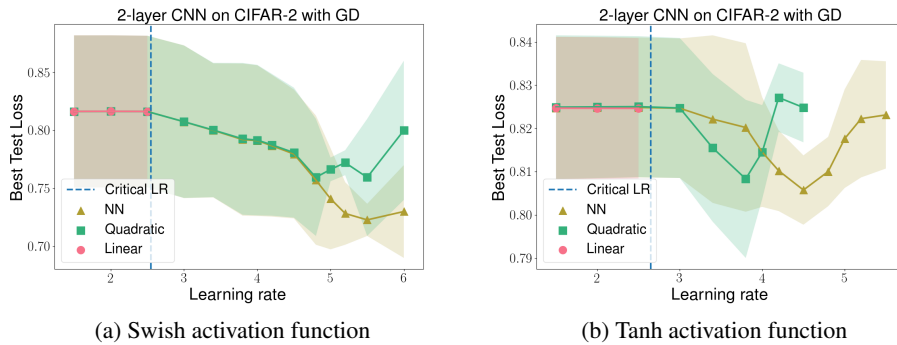 2-layer CNN on CIFAR-2 with GD
Best Test Loss
0.85
0.80
0.75
0.70
Critical LR
NN
Quadratic
Linear
2 3 4 5 6
Learning rate
(a) Swish activation function
2-layer CNN on CIFAR-2 with GD
Best Test Loss
0.84
0.83
0.82
0.81
0.80
0.79
Critical LR
NN
Quadratic
Linear
2 3 4 5
Learning rate
(b) Tanh activation function